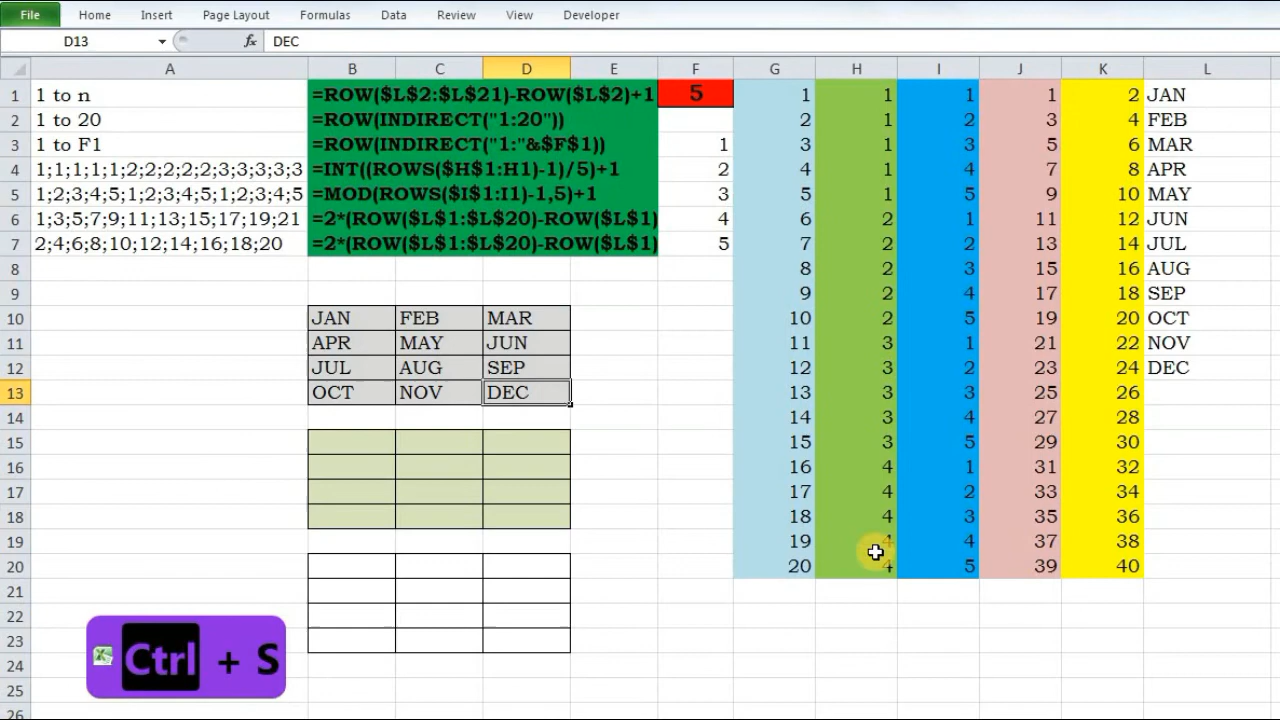 File Home Insert Page Layout Formulas Data Review View Developer
D13 fx DEC
A B C D E F G H I J K L
1 1 to n =ROW($L$2:$L$21)-ROW($L$2)+1 5 1 1 1 1 2 JAN
2 1 to 20 =ROW(INDIRECT("1:20")) 2 1 2 3 4 FEB
3 1 to F1 =ROW(INDIRECT("1:"&$F$1)) 1 3 1 3 5 6 MAR
4 1;1;1;1;1;2;2;2;2;2;3;3;3;3;3 =INT((ROWS($H$1:H1)-1)/5)+1 2 4 1 4 7 8 APR
5 1;2;3;4;5;1;2;3;4;5;1;2;3;4;5 =MOD(ROWS($I$1:I1)-1,5)+1 3 5 1 5 9 10 MAY
6 1;3;5;7;9;11;13;15;17;19;21 =2*(ROW($L$1:$L$20)-ROW($L$1) 4 6 2 1 11 12 JUN
7 2;4;6;8;10;12;14;16;18;20 =2*(ROW($L$1:$L$20)-ROW($L$1) 5 7 2 2 13 14 JUL
8 8 2 3 15 16 AUG
9 9 2 4 17 18 SEP
10 JAN FEB MAR 10 2 5 19 20 OCT
11 APR MAY JUN 11 3 1 21 22 NOV
12 JUL AUG SEP 12 3 2 23 24 DEC
13 OCT NOV DEC 13 3 3 25 26
14 14 3 4 27 28
15 15 3 5 29 30
16 16 4 1 31 32
17 17 4 2 33 34
18 18 4 3 35 36
19 19 4 4 37 38
20 20 4 5 39 40
21
22
23
24
25
26
Ctrl + S